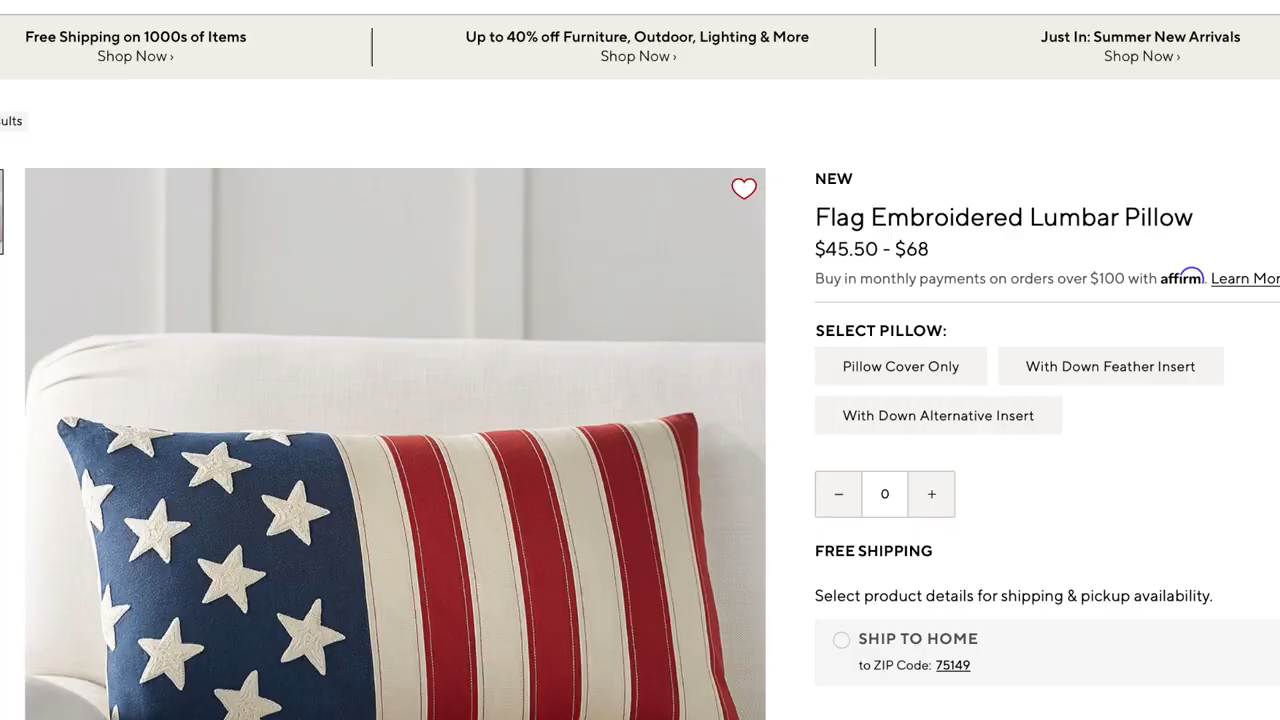 Free Shipping on 1000s of Items
Shop Now ›
Up to 40% off Furniture, Outdoor, Lighting & More
Shop Now ›
Just In: Summer New Arrivals
Shop Now ›
NEW
Flag Embroidered Lumbar Pillow
$45.50 - $68
Buy in monthly payments on orders over $100 with affirm. Learn
SELECT PILLOW:
Pillow Cover Only
With Down Feather Insert
With Down Alternative Insert
− 0 +
FREE SHIPPING
Select product details for shipping & pickup availability.
SHIP TO HOME
to ZIP Code: 75149